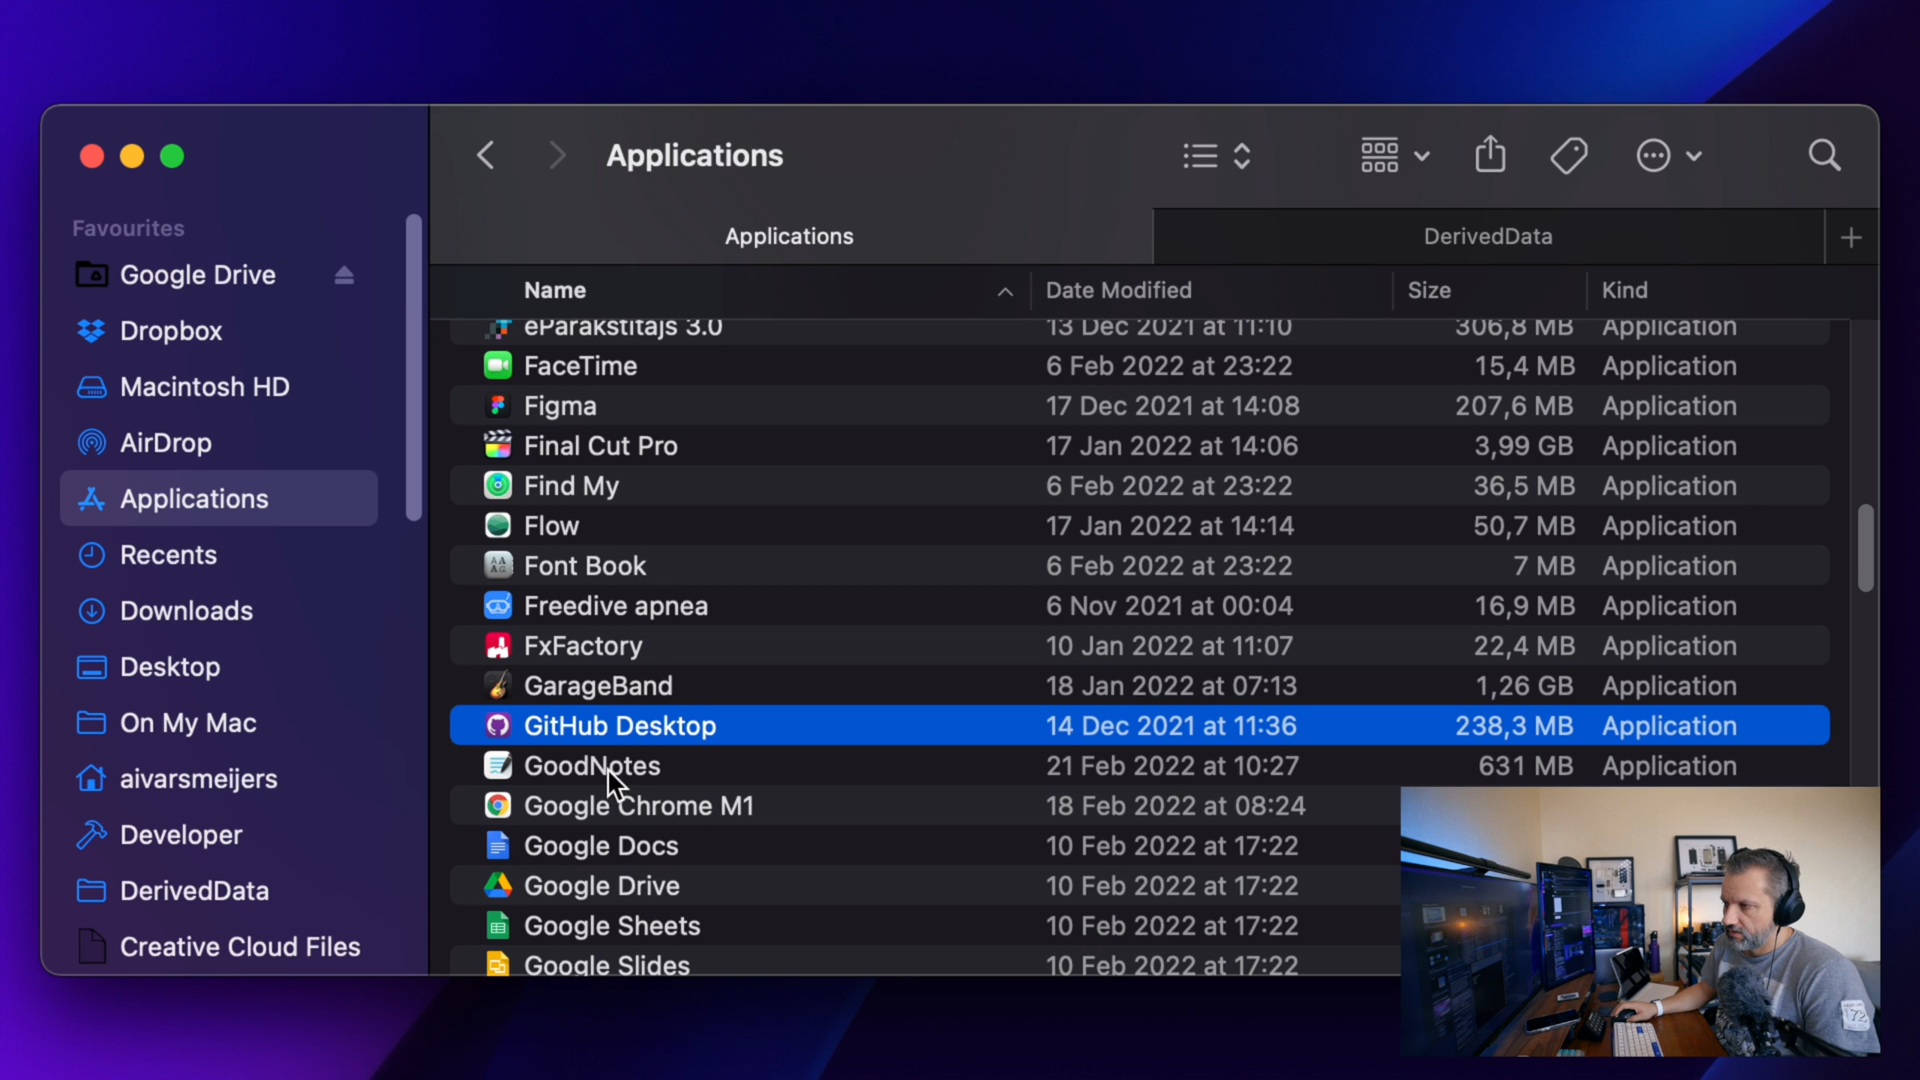 Applications
Applications
DerivedData
Favourites
Google Drive
Dropbox
Macintosh HD
AirDrop
Applications
Recents
Downloads
Desktop
On My Mac
aivarsmeijers
Developer
DerivedData
Creative Cloud Files
Name Date Modified Size Kind
eParakstītājs 3.0 13 Dec 2021 at 11:10 306,8 MB Application
FaceTime 6 Feb 2022 at 23:22 15,4 MB Application
Figma 17 Dec 2021 at 14:08 207,6 MB Application
Final Cut Pro 17 Jan 2022 at 14:06 3,99 GB Application
Find My 6 Feb 2022 at 23:22 36,5 MB Application
Flow 17 Jan 2022 at 14:14 50,7 MB Application
Font Book 6 Feb 2022 at 23:22 7 MB Application
Freedive apnea 6 Nov 2021 at 00:04 16,9 MB Application
FxFactory 10 Jan 2022 at 11:07 22,4 MB Application
GarageBand 18 Jan 2022 at 07:13 1,26 GB Application
GitHub Desktop 14 Dec 2021 at 11:36 238,3 MB Application
GoodNotes 21 Feb 2022 at 10:27 631 MB Application
Google Chrome M1 18 Feb 2022 at 08:24
Google Docs 10 Feb 2022 at 17:22
Google Drive 10 Feb 2022 at 17:22
Google Sheets 10 Feb 2022 at 17:22
Google Slides 10 Feb 2022 at 17:22
72